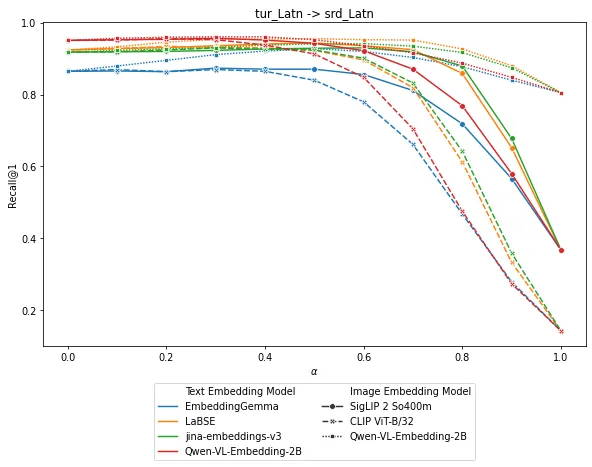 tur_Latn -> srd_Latn
1.0
0.8
0.6
0.4
0.2
Recall@1
0.0 0.2 0.4 0.6 0.8 1.0
α
Text Embedding Model Image Embedding Model
EmbeddingGemma SigLIP 2 So400m
LaBSE CLIP ViT-B/32
jina-embeddings-v3 Qwen-VL-Embedding-2B
Qwen-VL-Embedding-2B